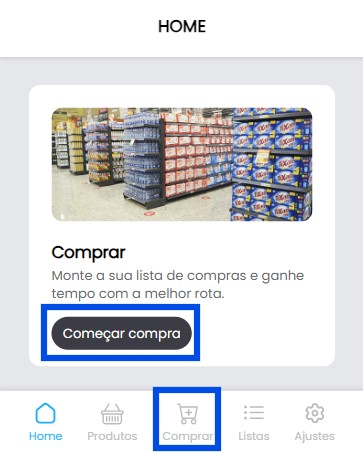 HOME
Comprar
Monte a sua lista de compras e ganhe
tempo com a melhor rota.
Começar compra
Home Produtos Comprar Listas Ajustes